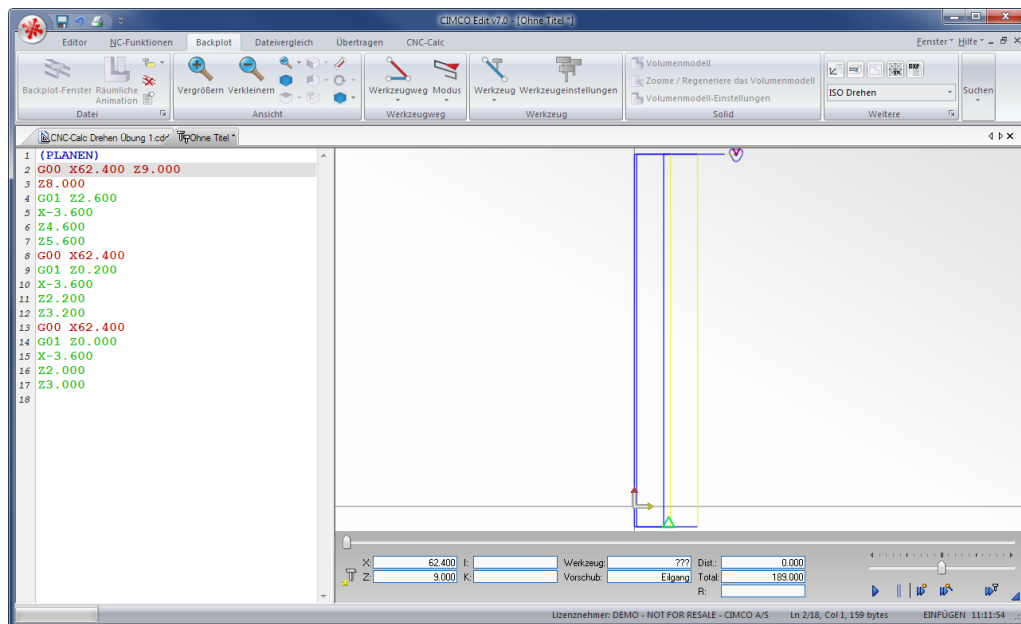 CIMCO Edit v7.0 - [Ohne Titel *]
Editor NC-Funktionen Backplot Dateivergleich Übertragen CNC-Calc Fenster Hilfe
Backplot-Fenster Räumliche Animation
Datei
Vergrößern Verkleinern
Ansicht
Werkzeugweg Modus
Werkzeugweg
Werkzeug Werkzeugeinstellungen
Werkzeug
Volumenmodell
Zoome / Regeneriere das Volumenmodell
Volumenmodell-Einstellungen
Solid
DXF
ISO Drehen
Weitere
Suchen
CNC-Calc Drehen Übung 1.cdd Ohne Titel *
1 (PLANEN)
2 G00 X62.400 Z9.000
3 Z8.000
4 G01 Z2.600
5 X-3.600
6 Z4.600
7 Z5.600
8 G00 X62.400
9 G01 Z0.200
10 X-3.600
11 Z2.200
12 Z3.200
13 G00 X62.400
14 G01 Z0.000
15 X-3.600
16 Z2.000
17 Z3.000
18
X: 62.400 I: Werkzeug: ??? Dist.: 0.000
Z: 9.000 K: Vorschub: Eilgang Total: 189.000
R:
Lizenznehmer: DEMO - NOT FOR RESALE - CIMCO A/S Ln 2/18, Col 1, 159 bytes EINFÜGEN 11:11:54